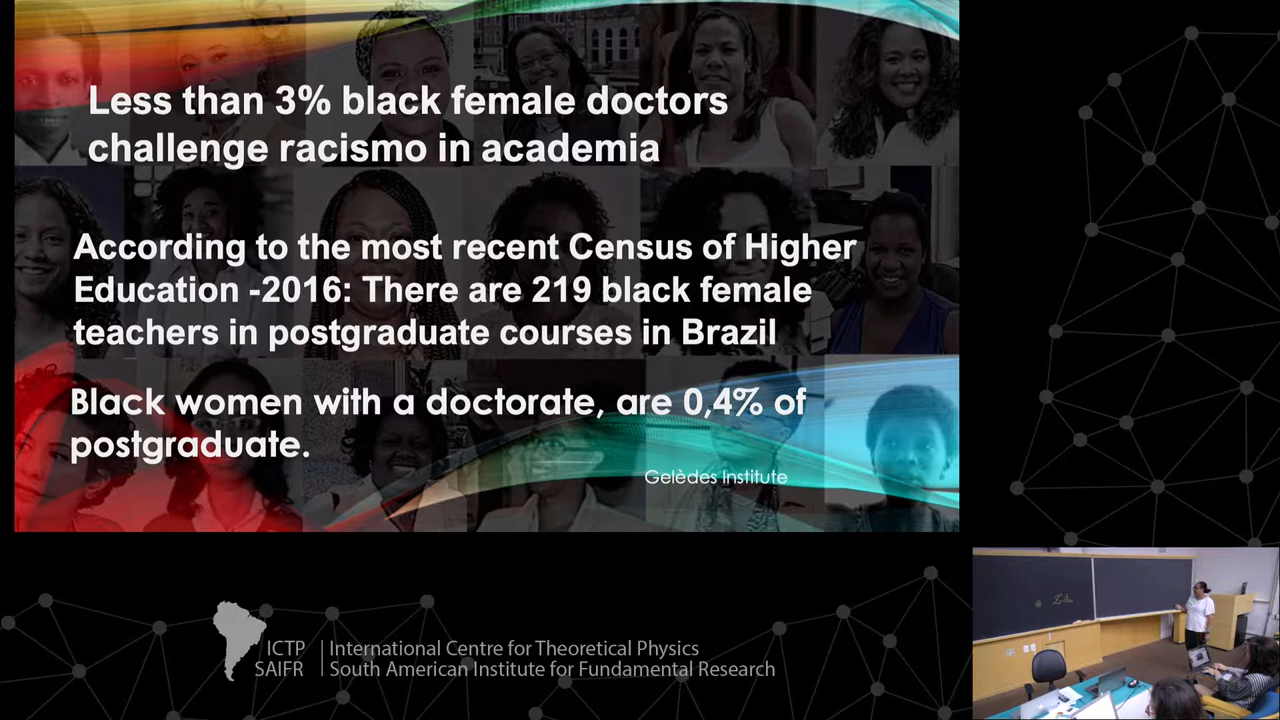 Less than 3% black female doctors
challenge racismo in academia
According to the most recent Census of Higher
Education -2016: There are 219 black female
teachers in postgraduate courses in Brazil
Black women with a doctorate, are 0,4% of
postgraduate.
Gelèdes Institute
ICTP | International Centre for Theoretical Physics
SAIFR | South American Institute for Fundamental Research